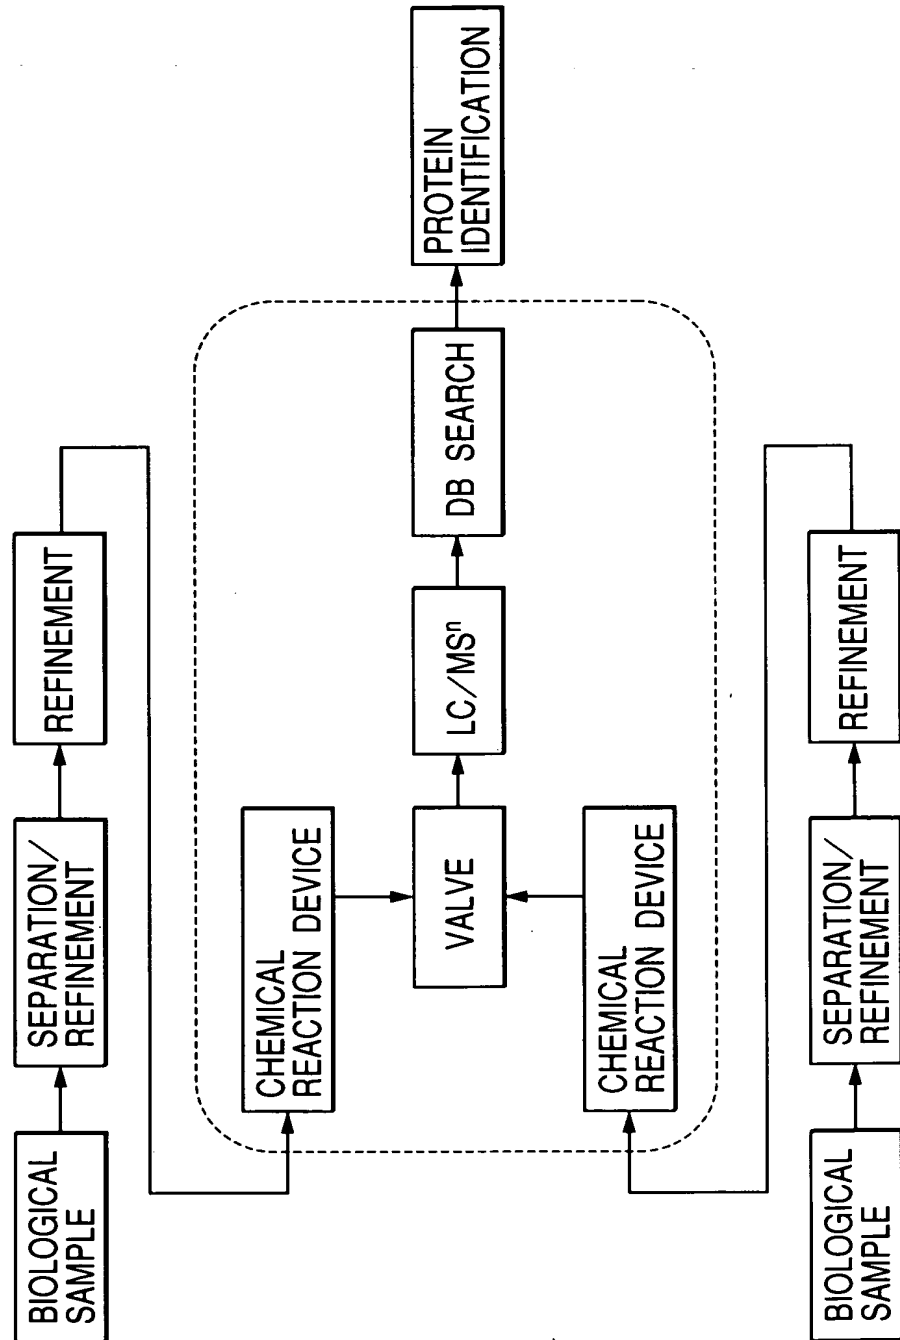 BIOLOGICAL
SAMPLE
SEPARATION/
REFINEMENT
REFINEMENT
CHEMICAL
REACTION DEVICE
VALVE
LC/MSⁿ
DB SEARCH
PROTEIN
IDENTIFICATION
CHEMICAL
REACTION DEVICE
BIOLOGICAL
SAMPLE
SEPARATION/
REFINEMENT
REFINEMENT